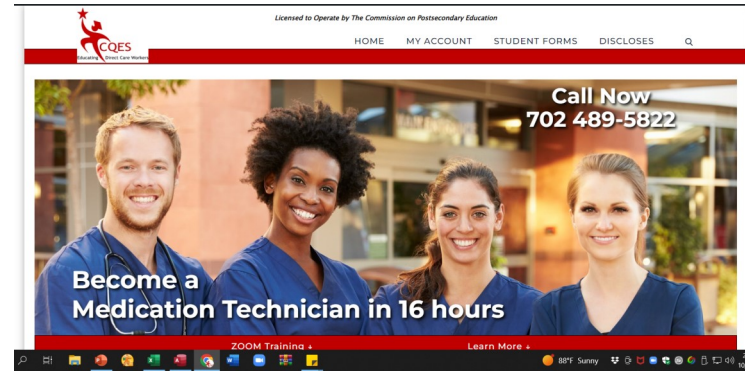 Licensed to Operate by The Commission on Postsecondary Education
CQES
Educating Direct Care Workers
HOME MY ACCOUNT STUDENT FORMS DISCLOSES
Call Now
702 489-5822
Become a
Medication Technician in 16 hours
ZOOM Training ↓ Learn More ↓
88°F Sunny